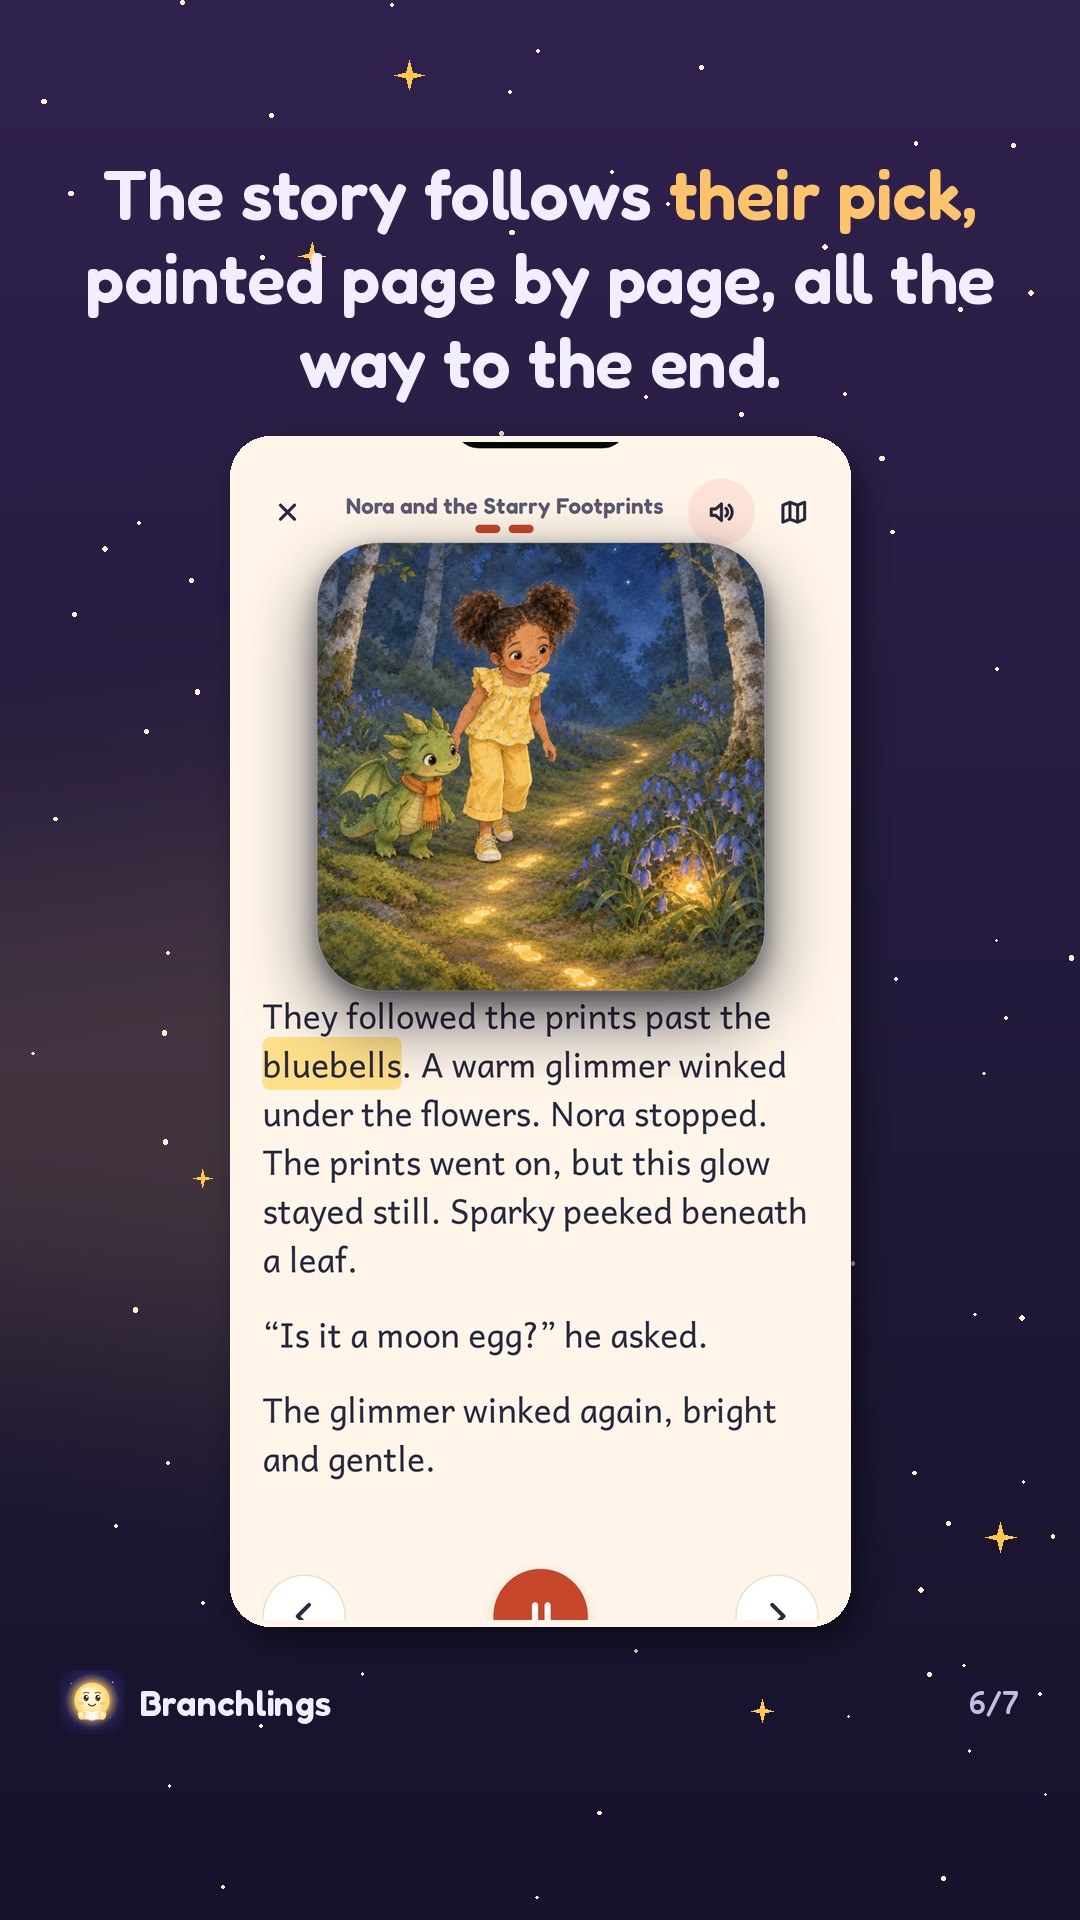 The story follows their pick,
painted page by page, all the
way to the end.
Nora and the Starry Footprints
They followed the prints past the
bluebells. A warm glimmer winked
under the flowers. Nora stopped.
The prints went on, but this glow
stayed still. Sparky peeked beneath
a leaf.
“Is it a moon egg?” he asked.
The glimmer winked again, bright
and gentle.
Branchlings
6/7